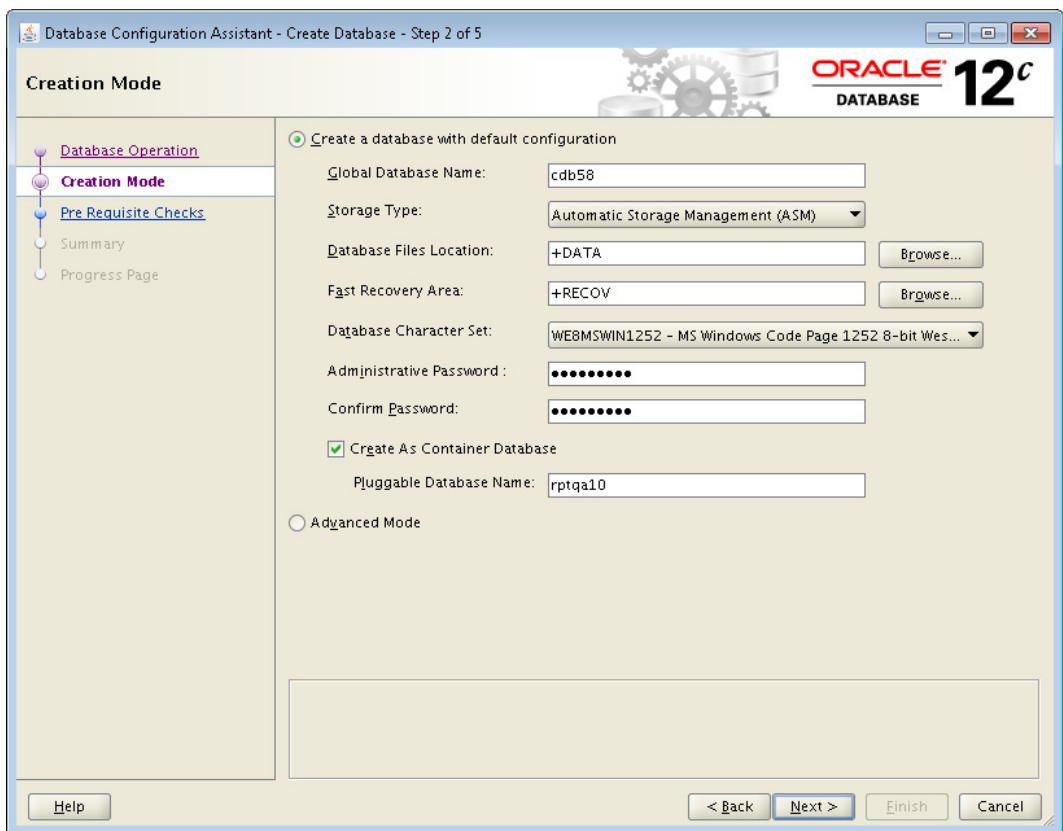 Database Configuration Assistant - Create Database - Step 2 of 5
Creation Mode
ORACLE® 12c
DATABASE
Database Operation
Creation Mode
Pre Requisite Checks
Summary
Progress Page
Create a database with default configuration
Global Database Name: cdb58
Storage Type: Automatic Storage Management (ASM)
Database Files Location: +DATA Browse...
Fast Recovery Area: +RECOV Browse...
Database Character Set: WE8MSWIN1252 - MS Windows Code Page 1252 8-bit Wes...
Administrative Password : •••••••••
Confirm Password: •••••••••
Create As Container Database
Pluggable Database Name: rptqa10
Advanced Mode
Help < Back Next > Finish Cancel